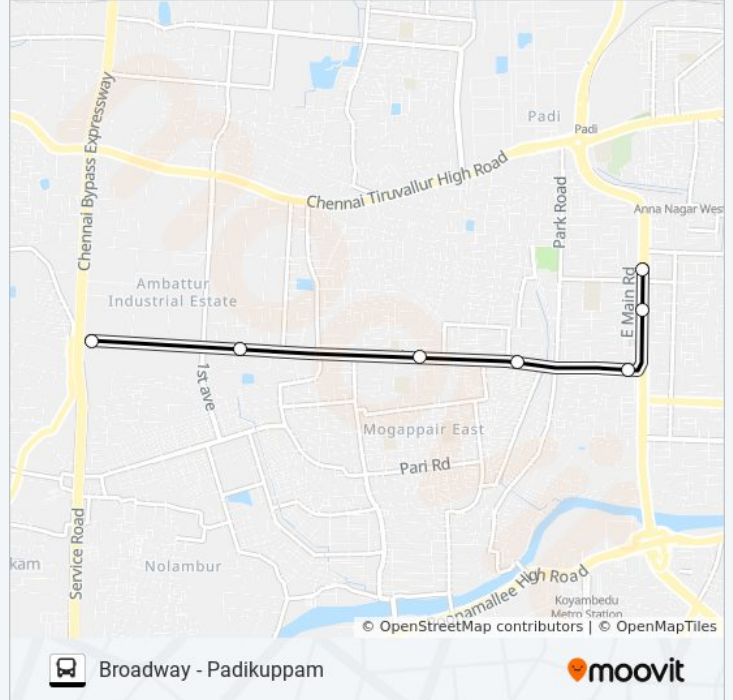 Chennai Bypass Expressway
Padi
Padi
Chennai Tiruvallur High Road
Park Road
Anna Nagar West
Ambattur
Industrial Estate
E Main Rd
1st ave
Mogappair East
Pari Rd
Service Road
kam
Nolambur
Poonamallee High Road
Koyambedu
Metro Station
© OpenStreetMap contributors | © OpenMapTiles
Broadway - Padikuppam
moovit